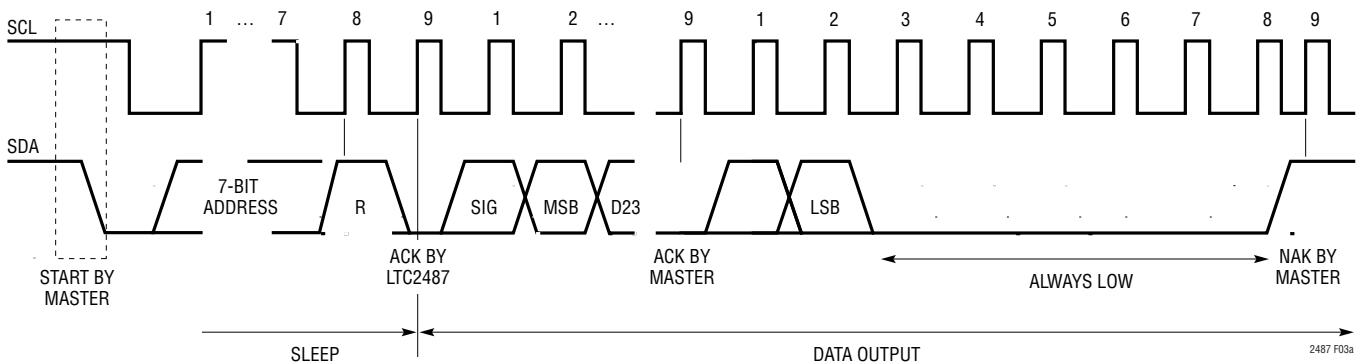 SCL
1 … 7 8 9 1 2 … 9 1 2 3 4 5 6 7 8 9
SDA
7-BIT
ADDRESS
R
SIG
MSB
D23
LSB
START BY
MASTER
ACK BY
LTC2487
ACK BY
MASTER
ALWAYS LOW
NAK BY
MASTER
SLEEP
DATA OUTPUT
2487 F03a